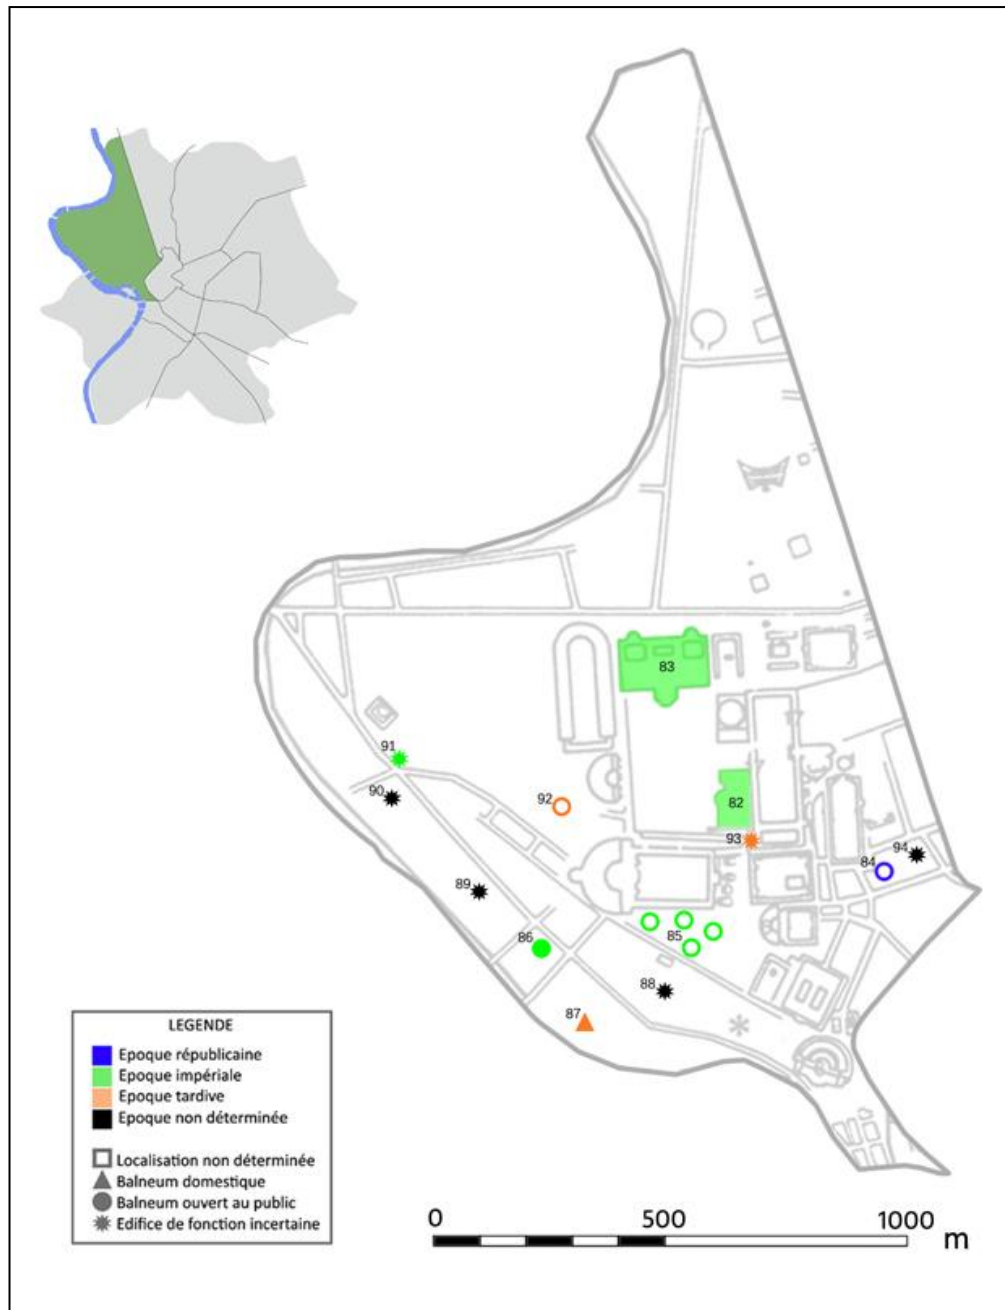 83
91
90
92
82
93
94
84
89
85
86
88
87
LEGENDE
Epoque républicaine
Epoque impériale
Epoque tardive
Epoque non déterminée
Localisation non déterminée
Balneum domestique
Balneum ouvert au public
Edifice de fonction incertaine
0 500 1000
m